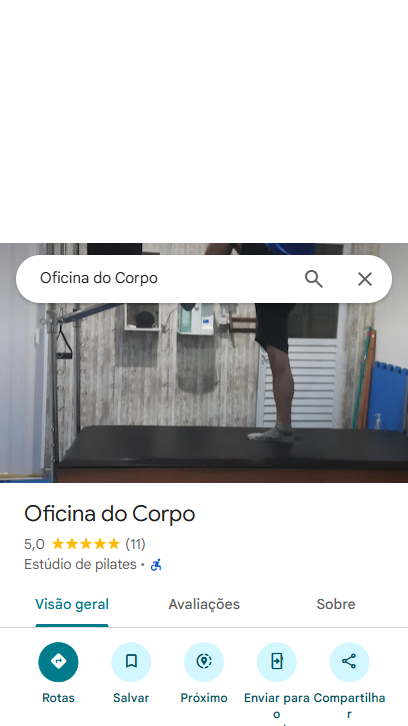 Oficina do Corpo
Oficina do Corpo
5,0 (11)
Estúdio de pilates ·
Visão geral Avaliações Sobre
Rotas Salvar Próximo Enviar para o Compartilhar